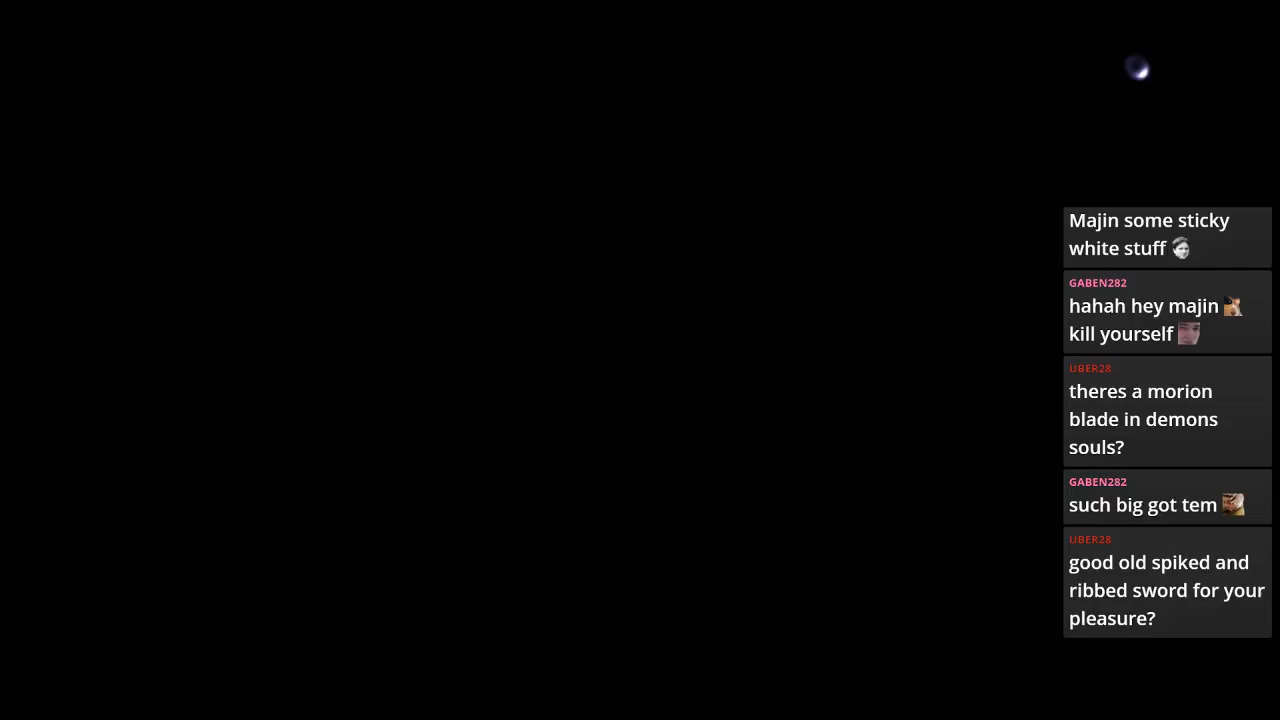 Majin some sticky
white stuff
GABEN282
hahah hey majin
kill yourself
UBER28
theres a morion
blade in demons
souls?
GABEN282
such big got tem
UBER28
good old spiked and
ribbed sword for your
pleasure?